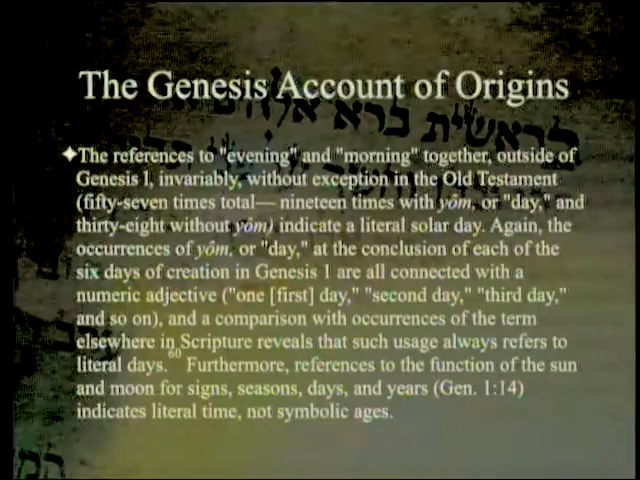 The Genesis Account of Origins
בראשית ברא אלהים
✦The references to "evening" and "morning" together, outside of
Genesis 1, invariably, without exception in the Old Testament
(fifty-seven times total— nineteen times with yôm, or "day," and
thirty-eight without yôm) indicate a literal solar day. Again, the
occurrences of yôm, or "day," at the conclusion of each of the
six days of creation in Genesis 1 are all connected with a
numeric adjective ("one [first] day," "second day," "third day,"
and so on), and a comparison with occurrences of the term
elsewhere in Scripture reveals that such usage always refers to
literal days.60 Furthermore, references to the function of the sun
and moon for signs, seasons, days, and years (Gen. 1:14)
indicates literal time, not symbolic ages.